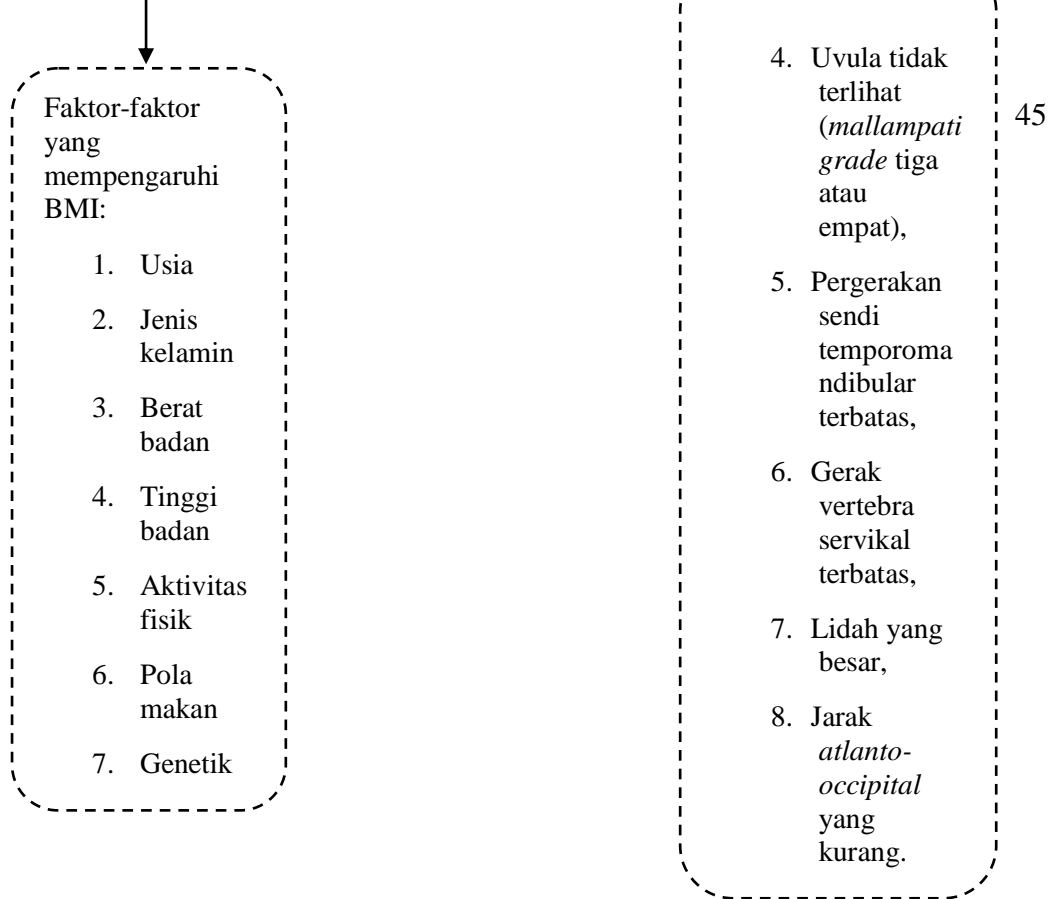 Faktor-faktor
yang
mempengaruhi
BMI:
1. Usia
2. Jenis
kelamin
3. Berat
badan
4. Tinggi
badan
5. Aktivitas
fisik
6. Pola
makan
7. Genetik
4. Uvula tidak
terlihat
(mallampati
grade tiga
atau
empat),
5. Pergerakan
sendi
temporoma
ndibular
terbatas,
6. Gerak
vertebra
servikal
terbatas,
7. Lidah yang
besar,
8. Jarak
atlanto-
occipital
yang
kurang.
45